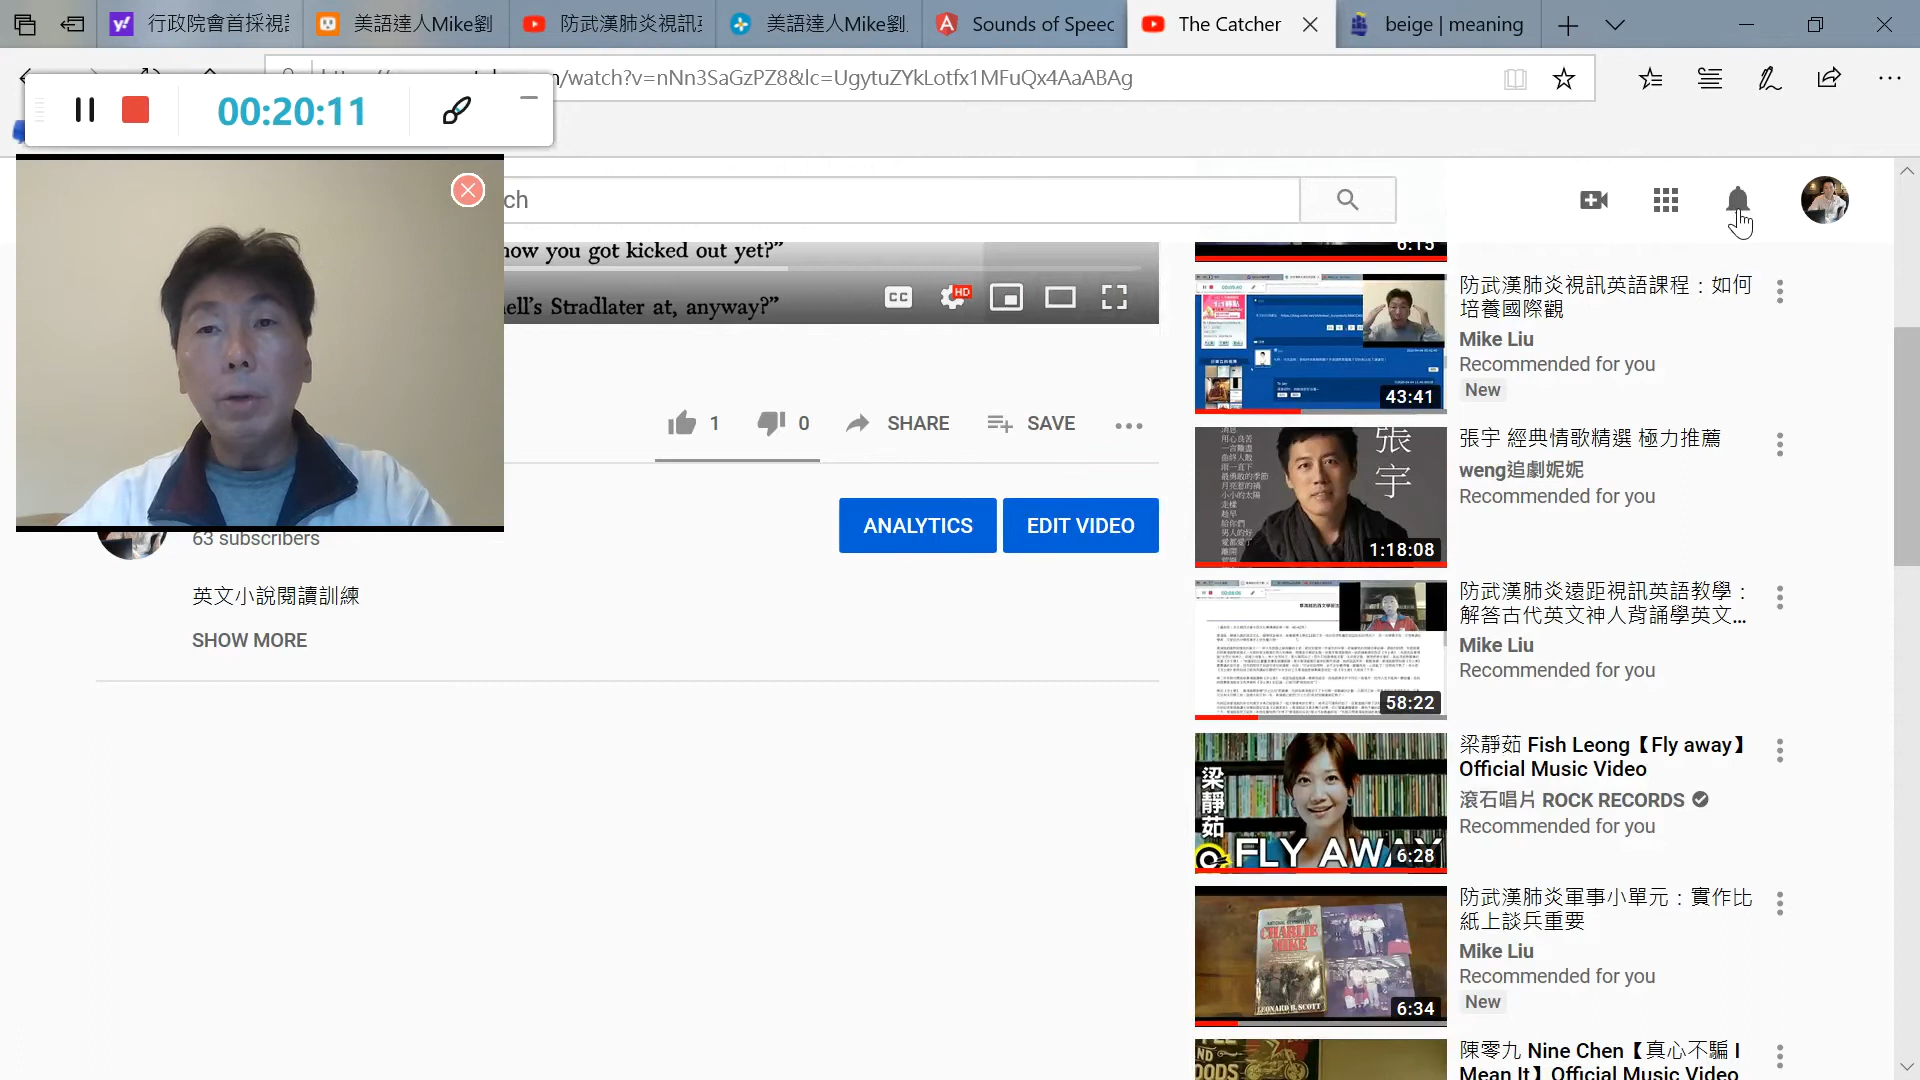 行政院會首採視訊
美語達人Mike劉
防武漢肺炎視訊
美語達人Mike劉
Sounds of Speec
The Catcher
beige | meaning
/watch?v=nNn3SaGzPZ8&lc=UgytuZYkLotfx1MFuQx4AaABAg
00:20:11
ch
now you got kicked out yet?”
ell’s Stradlater at, anyway?”
CC
HD
1
0
SHARE
SAVE
ANALYTICS
EDIT VIDEO
63 subscribers
英文小說閱讀訓練
SHOW MORE
6:15
43:41
防武漢肺炎視訊英語課程：如何
培養國際觀
Mike Liu
Recommended for you
New
張
宇
1:18:08
張宇 經典情歌精選 極力推薦
weng追劇妮妮
Recommended for you
58:22
防武漢肺炎遠距視訊英語教學：
解答古代英文神人背誦學英文...
Mike Liu
Recommended for you
梁靜茹
FLY AWAY
6:28
梁靜茹 Fish Leong【Fly away】
Official Music Video
滾石唱片 ROCK RECORDS
Recommended for you
CHARLIE
MIKE
LEONARD B. SCOTT
6:34
防武漢肺炎軍事小單元：實作比
紙上談兵重要
Mike Liu
Recommended for you
New
陳零九 Nine Chen【真心不騙 I
Mean It】Official Music Video